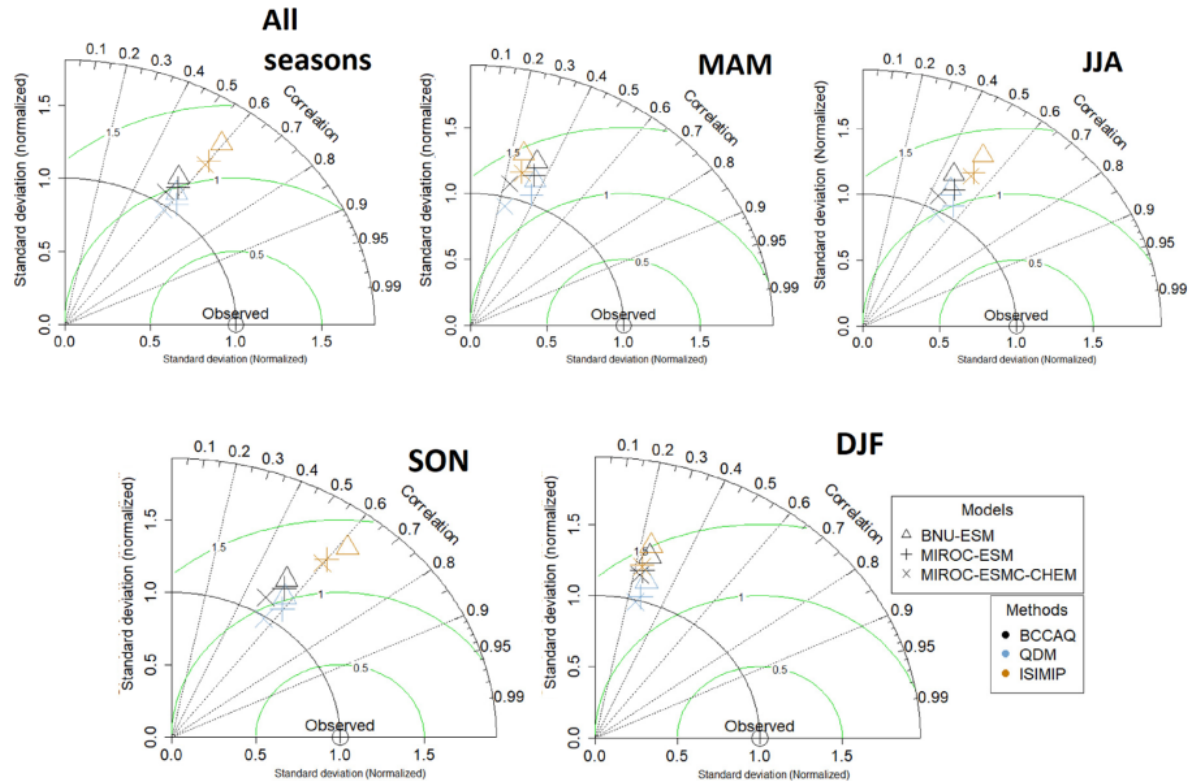 All
seasons
MAM
JJA
0.1 0.2 0.3 0.4 0.5 0.6 0.7 0.8 0.9 0.95 0.99
Correlation
Standard deviation (normalized)
0.0 0.5 1.0 1.5
1.5
1
0.5
Observed
0.0 0.5 1.0 1.5
Standard deviation (Normalized)
0.1 0.2 0.3 0.4 0.5 0.6 0.7 0.8 0.9 0.95 0.99
Correlation
Standard deviation (normalized)
0.0 0.5 1.0 1.5
1.5
1
0.5
Observed
0.0 0.5 1.0 1.5
Standard deviation (Normalized)
0.1 0.2 0.3 0.4 0.5 0.6 0.7 0.8 0.9 0.95 0.99
Correlation
Standard deviation (Normalized)
0.0 0.5 1.0 1.5
1.5
1
0.5
Observed
0.0 0.5 1.0 1.5
Standard deviation (Normalized)
SON
DJF
0.1 0.2 0.3 0.4 0.5 0.6 0.7 0.8 0.9 0.95 0.99
Correlation
Standard deviation (normalized)
0.0 0.5 1.0 1.5
1.5
1
0.5
Observed
0.0 0.5 1.0 1.5
Standard deviation (Normalized)
0.1 0.2 0.3 0.4 0.5 0.6 0.7 0.8 0.9 0.95 0.99
Correlation
Standard deviation (normalized)
0.0 0.5 1.0 1.5
1.5
1
0.5
Observed
0.0 0.5 1.0 1.5
Standard deviation (Normalized)
Models
BNU-ESM
MIROC-ESM
MIROC-ESMC-CHEM
Methods
BCCAQ
QDM
ISIMIP